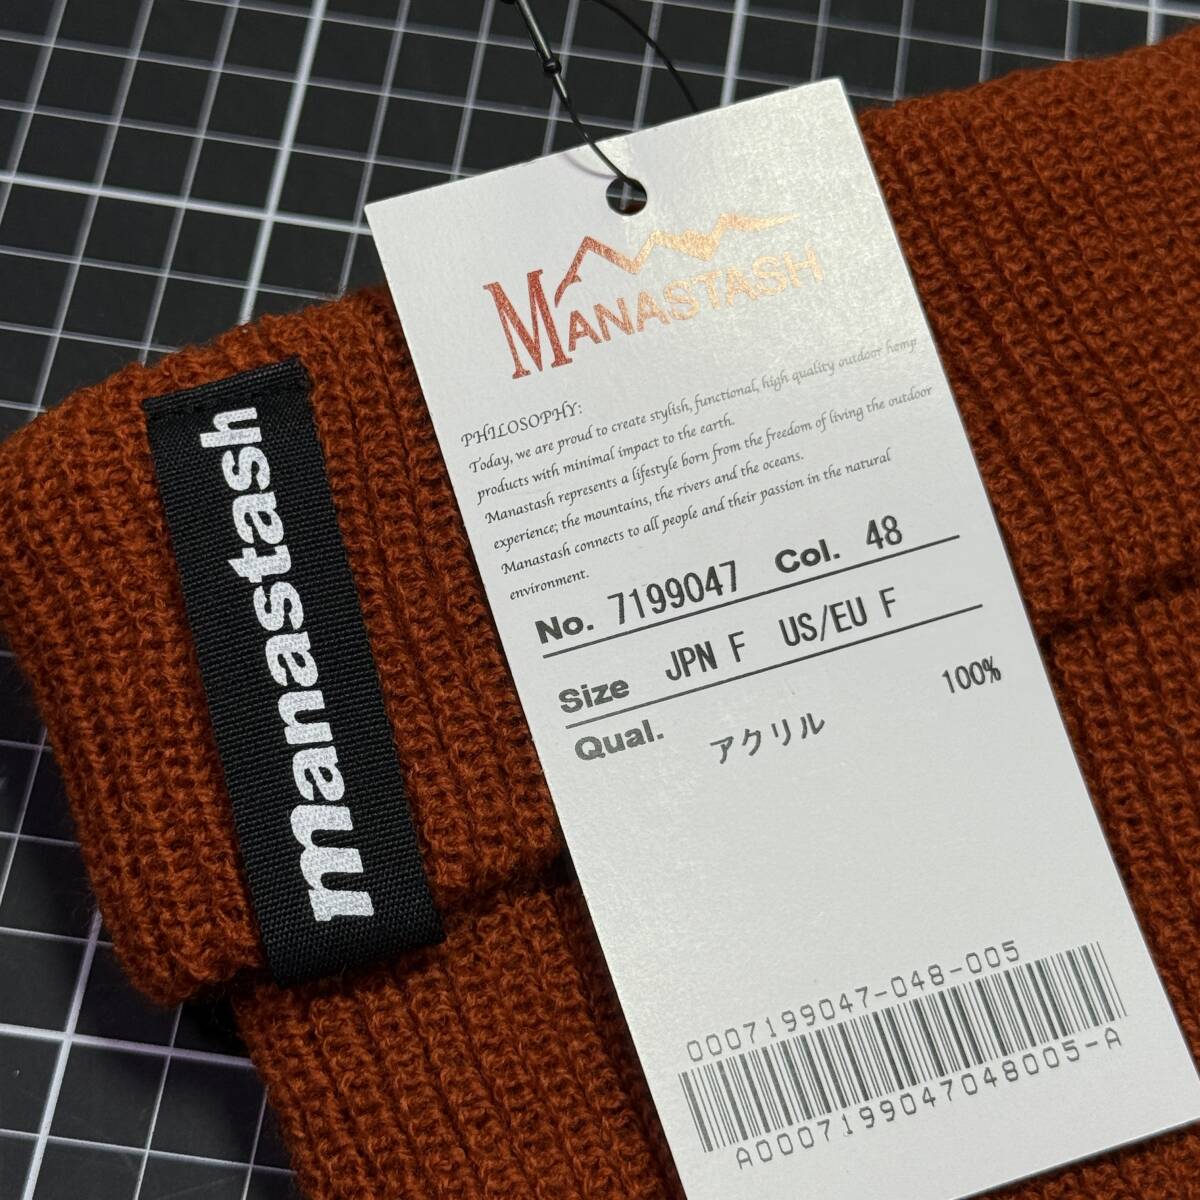 manastash
MANASTASH
PHILOSOPHY:
Today, we are proud to create stylish, functional, high quality outdoor hemp
products with minimal impact to the earth.
Manastash represents a lifestyle born from the freedom of living the outdoor
experience; the mountains, the rivers and the oceans.
Manastash connects to all people and their passion in the natural
environment.
No. 7199047 Col. 48
Size JPN F US/EU F
Qual. アクリル 100%
0007199047-048-005
A0007199047048005-A